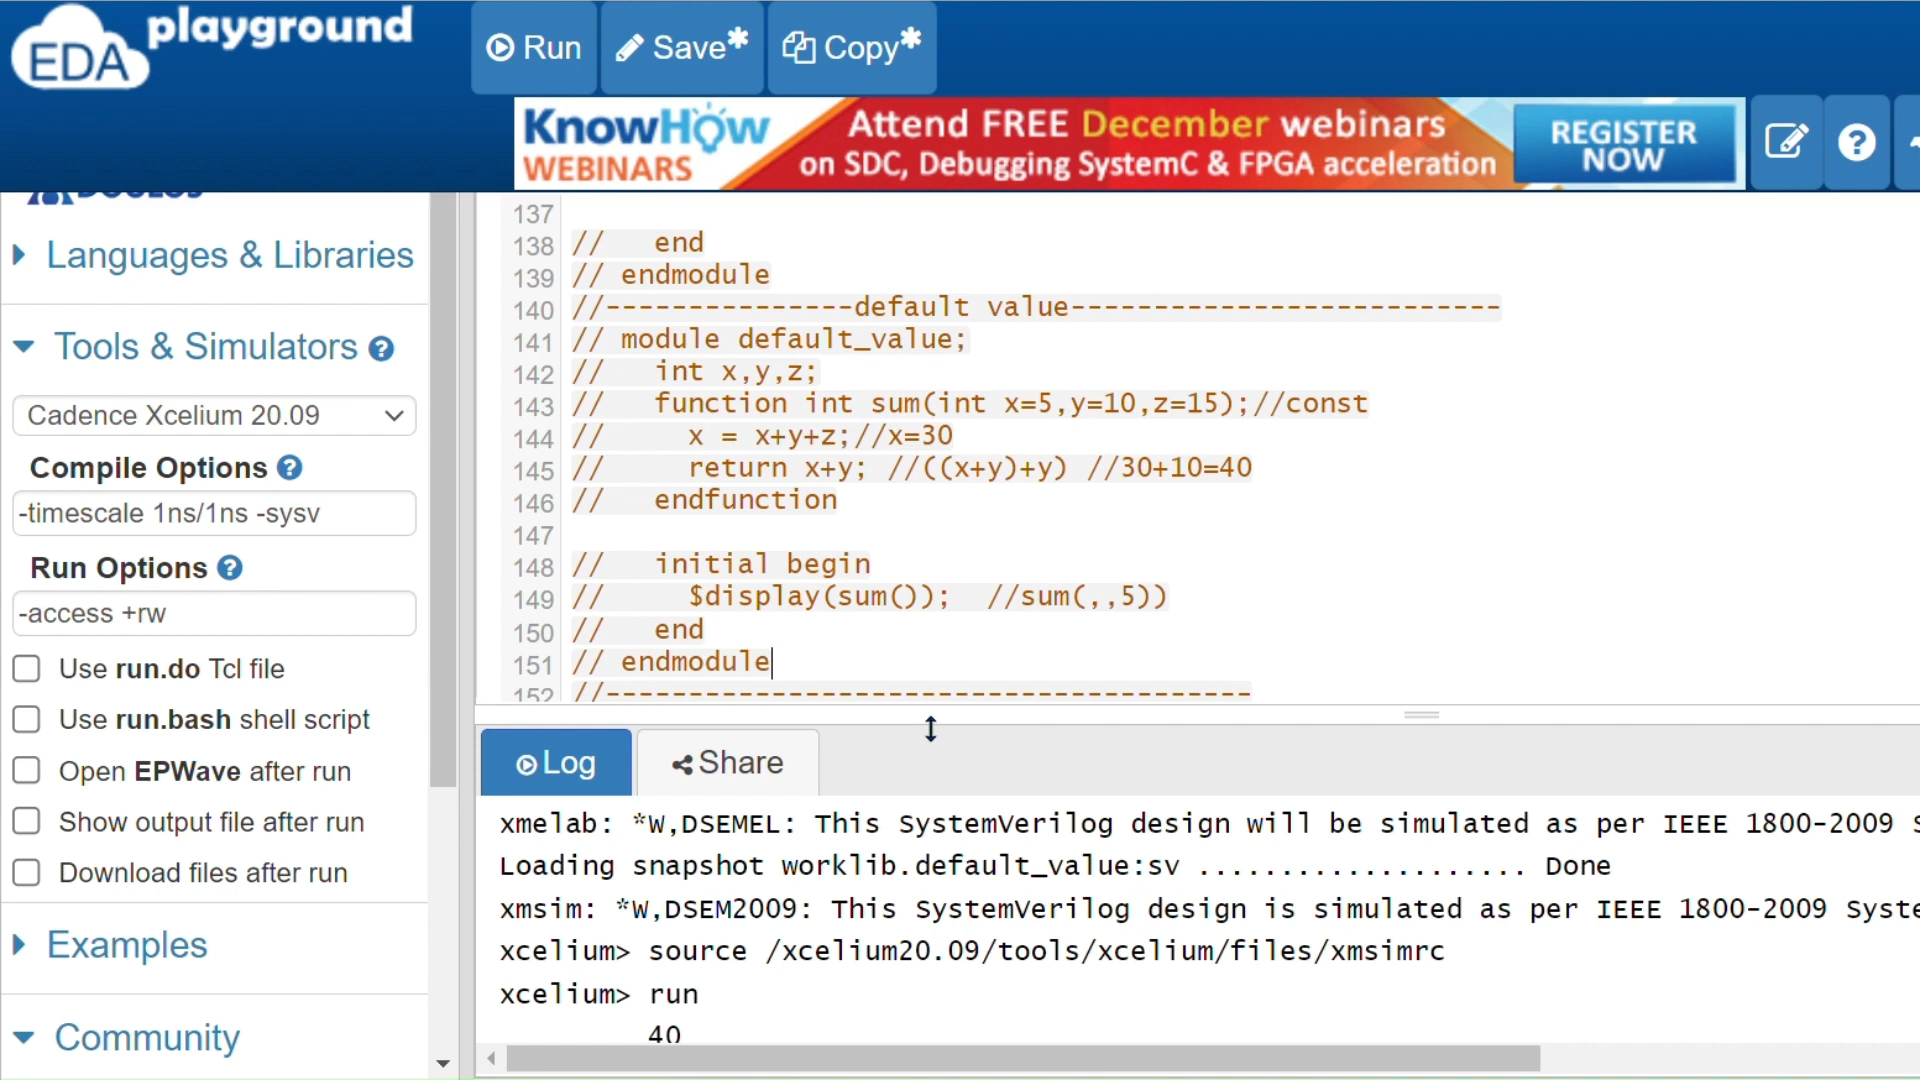 EDA playground
Run
Save*
Copy*
KnowHow WEBINARS
Attend FREE December webinars
on SDC, Debugging SystemC & FPGA acceleration
REGISTER NOW
Languages & Libraries
Tools & Simulators
Cadence Xcelium 20.09
Compile Options
-timescale 1ns/1ns -sysv
Run Options
-access +rw
Use run.do Tcl file
Use run.bash shell script
Open EPWave after run
Show output file after run
Download files after run
Examples
Community
137
138 //   end
139 // endmodule
140 //---------------default value--------------------------
141 // module default_value;
142 //   int x,y,z;
143 //   function int sum(int x=5,y=10,z=15);//const
144 //     x = x+y+z;//x=30
145 //     return x+y; //((x+y)+y) //30+10=40
146 //   endfunction
147
148 //   initial begin
149 //     $display(sum());  //sum(,,5))
150 //   end
151 // endmodule
152 //---------------------------------------
Log
Share
xmelab: *W,DSEMEL: This SystemVerilog design will be simulated as per IEEE 1800-2009 S
Loading snapshot worklib.default_value:sv .................... Done
xmsim: *W,DSEM2009: This SystemVerilog design is simulated as per IEEE 1800-2009 Syste
xcelium> source /xcelium20.09/tools/xcelium/files/xmsimrc
xcelium> run
40